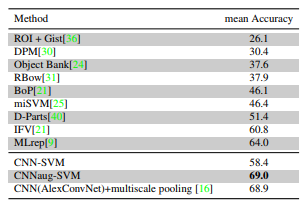 Method mean Accuracy
ROI + Gist[36] 26.1
DPM[30] 30.4
Object Bank[24] 37.6
RBow[31] 37.9
BoP[21] 46.1
miSVM[25] 46.4
D-Parts[40] 51.4
IFV[21] 60.8
MLrep[9] 64.0
CNN-SVM 58.4
CNNaug-SVM 69.0
CNN(AlexConvNet)+multiscale pooling [16] 68.9